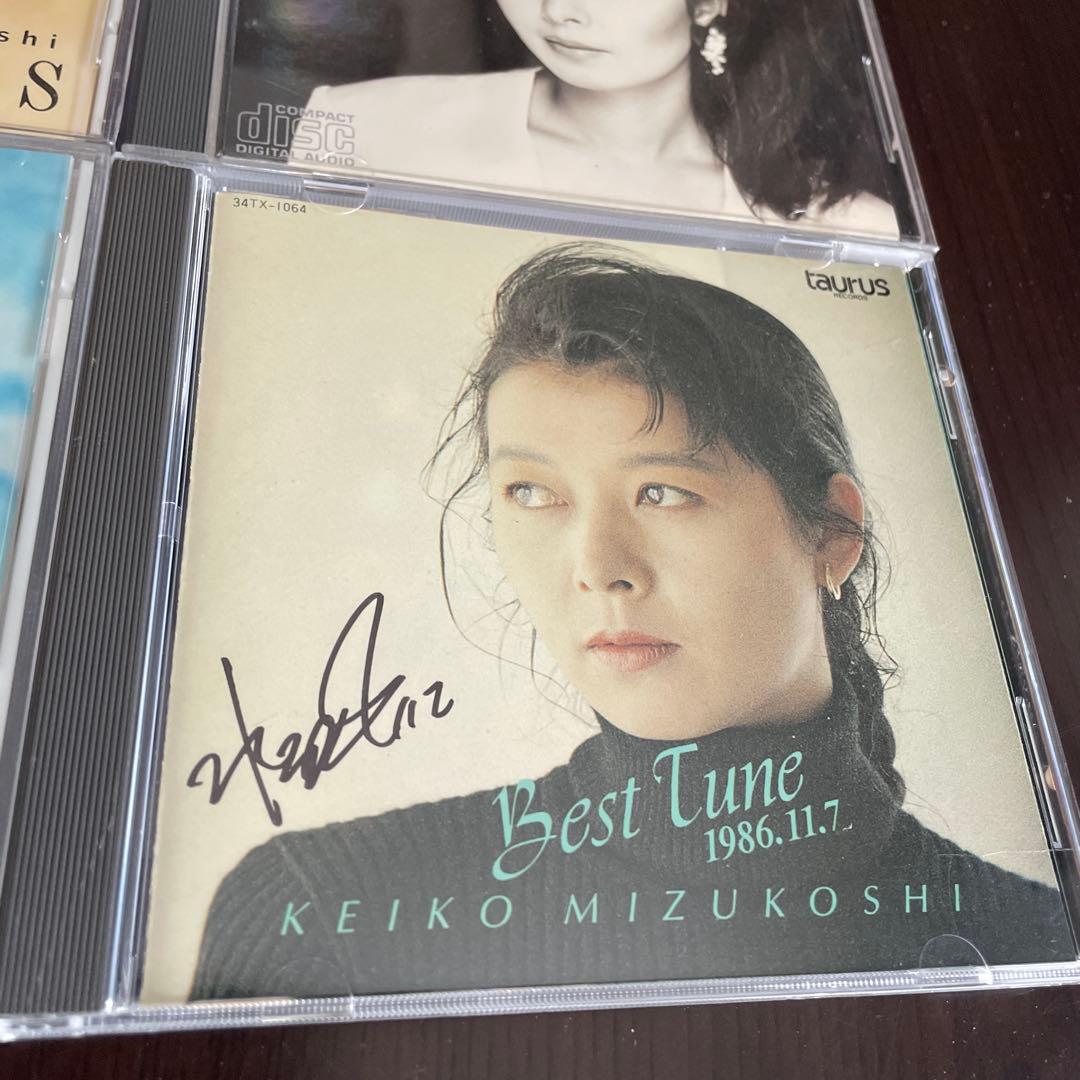 shi
S
COMPACT
disc
DIGITAL AUDIO
34TX-1064
taurus
RECORDS
Best Tune
1986.11.7
KEIKO MIZUKOSHI